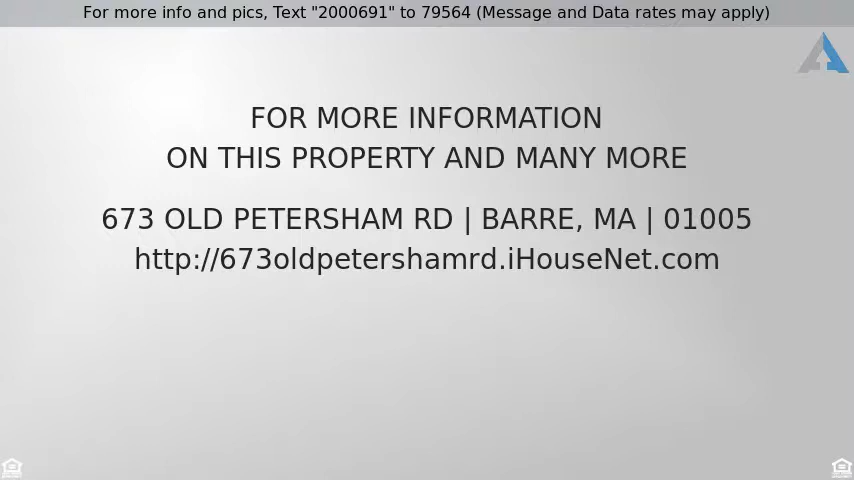 For more info and pics, Text "2000691" to 79564 (Message and Data rates may apply)
FOR MORE INFORMATION
ON THIS PROPERTY AND MANY MORE
673 OLD PETERSHAM RD | BARRE, MA | 01005
http://673oldpetershamrd.iHouseNet.com